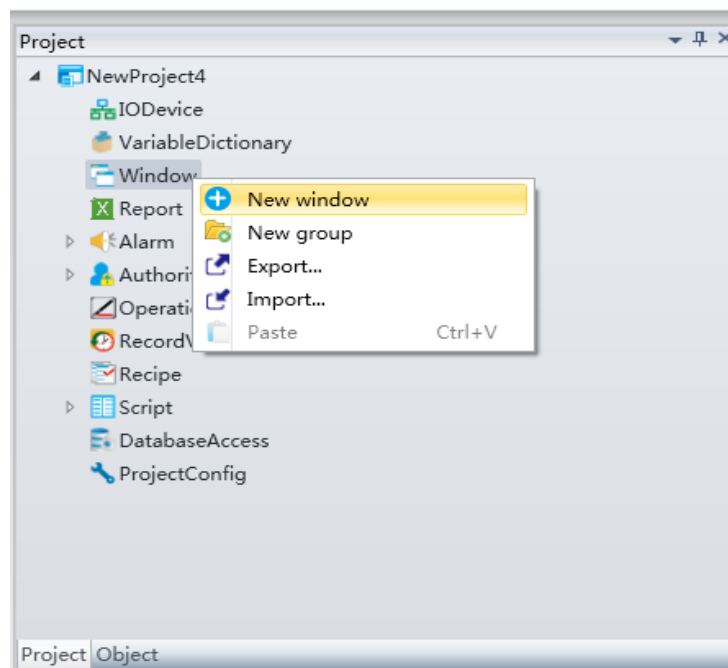 Project
NewProject4
IODevice
VariableDictionary
Window
New window
Report
New group
Alarm
Export...
Import...
Paste Ctrl+V
Recipe
Script
DatabaseAccess
ProjectConfig
Project Object